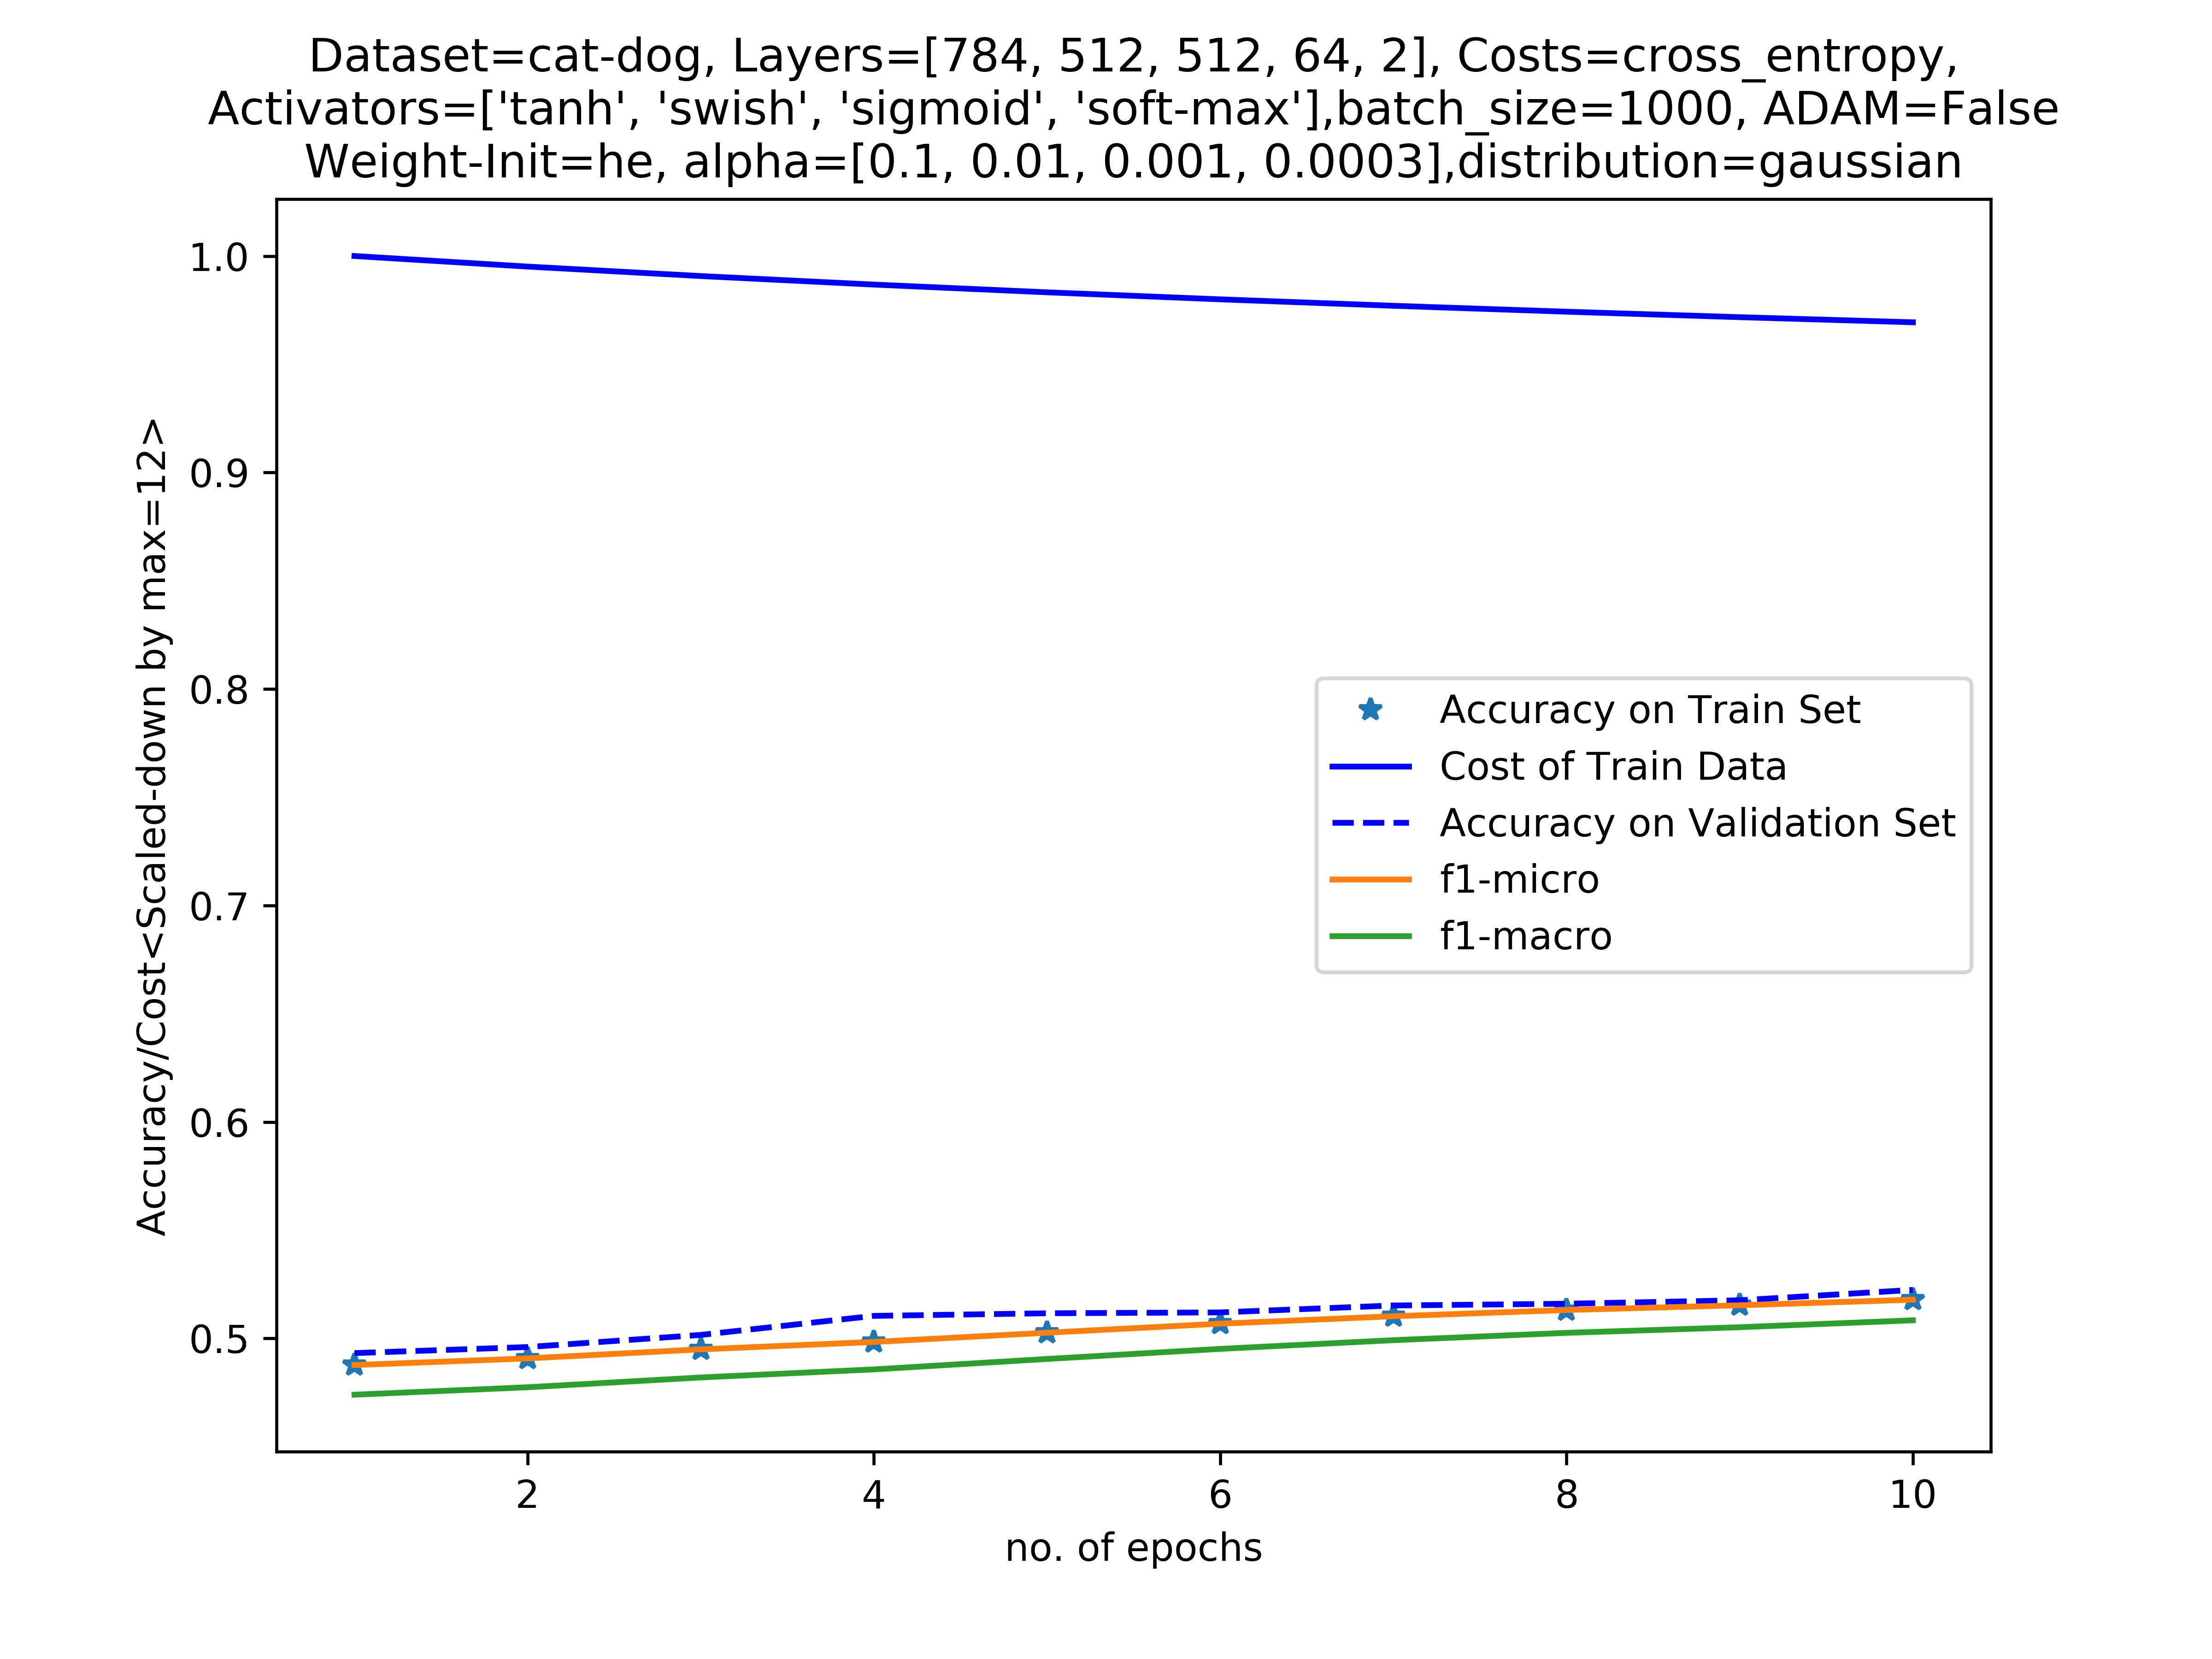 Dataset=cat-dog, Layers=[784, 512, 512, 64, 2], Costs=cross_entropy,
Activators=['tanh', 'swish', 'sigmoid', 'soft-max'],batch_size=1000, ADAM=False
Weight-Init=he, alpha=[0.1, 0.01, 0.001, 0.0003],distribution=gaussian
Accuracy/Cost<Scaled-down by max=12>
1.0
0.9
0.8
0.7
0.6
0.5
Accuracy on Train Set
Cost of Train Data
Accuracy on Validation Set
f1-micro
f1-macro
2 4 6 8 10
no. of epochs